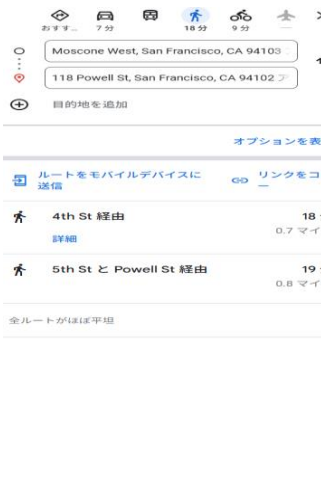 おすす… 7 分 18 分 9 分 —
Moscone West, San Francisco, CA 94103
118 Powell St, San Francisco, CA 94102 ア
目的地を追加
オプションを表
ルートをモバイルデバイスに
送信
リンクをコ
ー
4th St 経由 18
0.7 マイ
詳細
5th St と Powell St 経由 19
0.8 マイ
全ルートがほぼ平坦